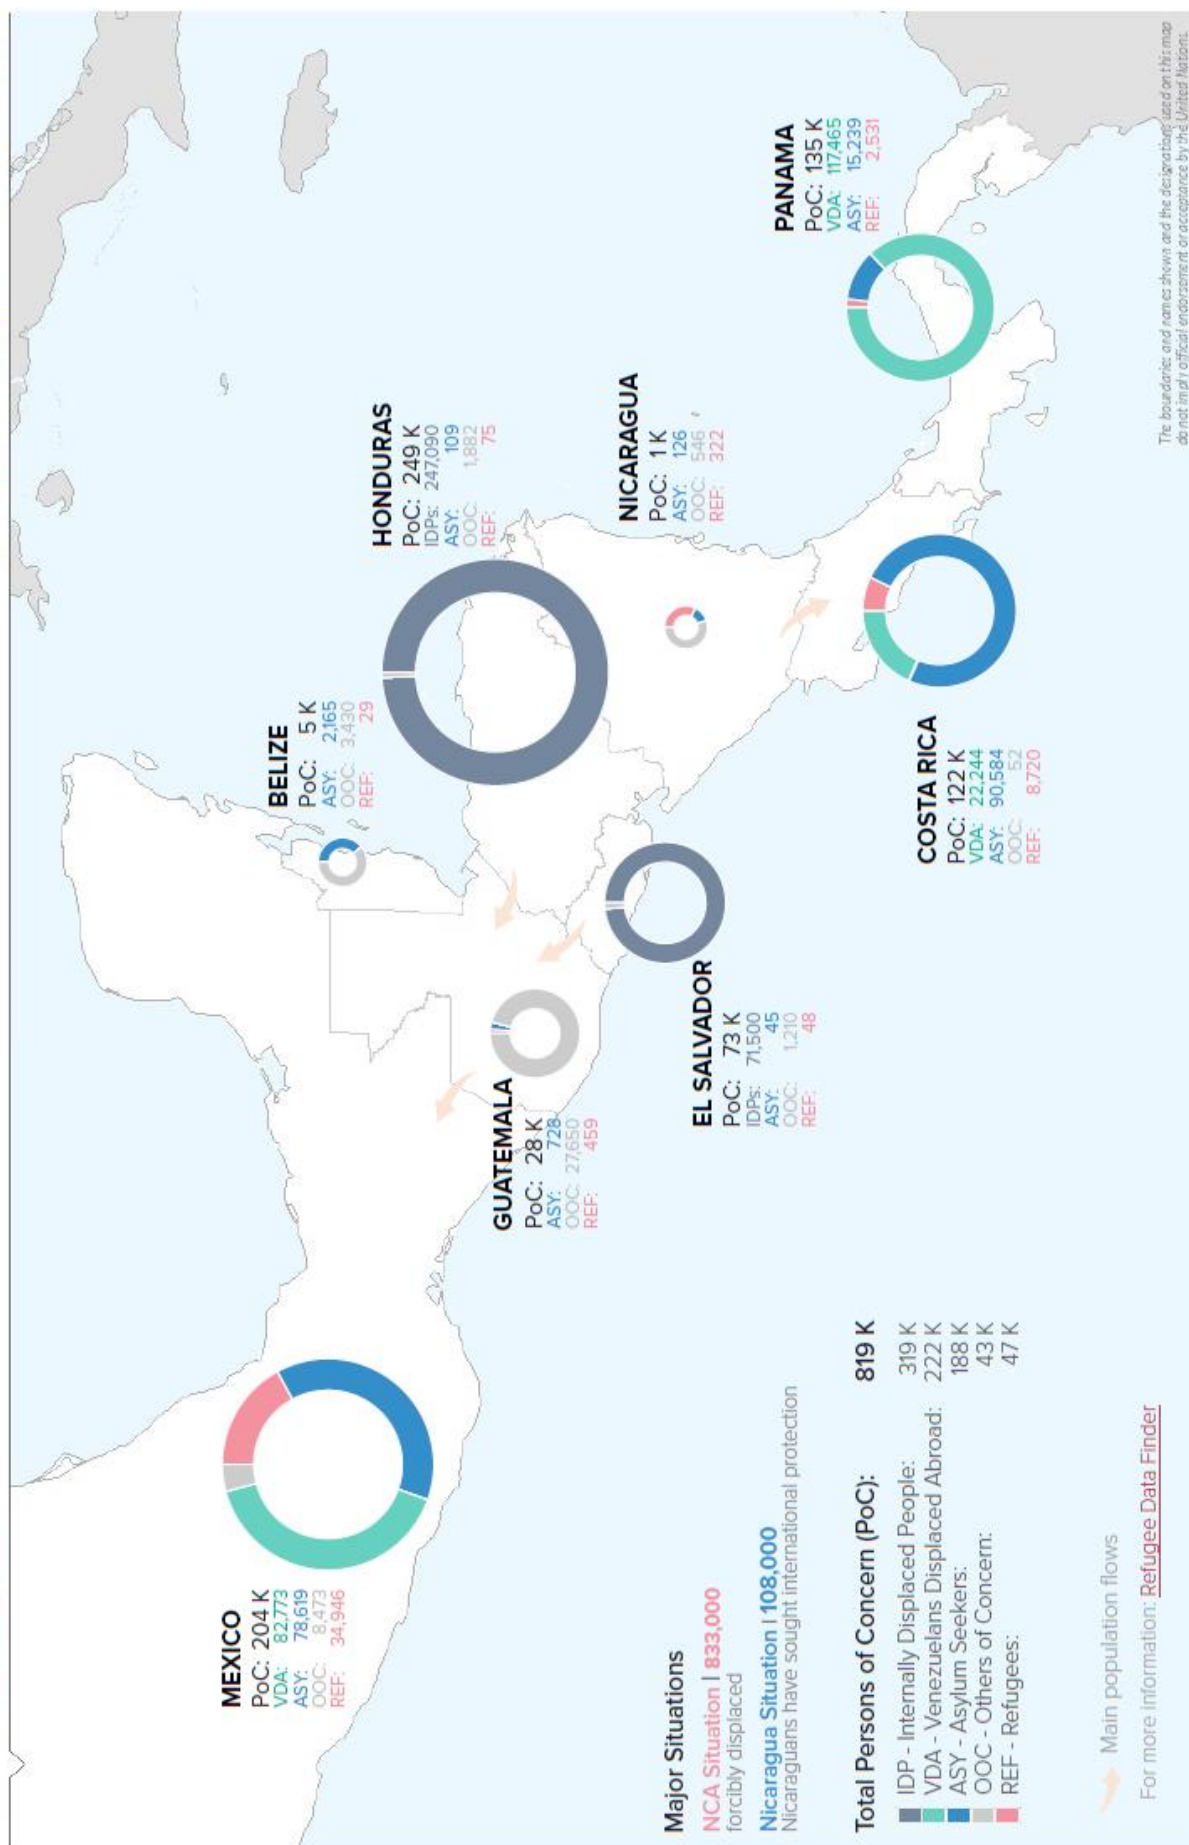 MEXICO
PoC: 204 K
VDA: 82,773
ASY: 78,619
OOC: 8,473
REF: 34,946
BELIZE
PoC: 5 K
ASY: 2,165
OOC: 3,430
REF: 29
HONDURAS
PoC: 249 K
IDPs: 247,090
ASY: 109
OOC: 1,882
REF: 75
GUATEMALA
PoC: 28 K
ASY: 728
OOC: 27,650
REF: 459
NICARAGUA
PoC: 1 K
ASY: 126
OOC: 546
REF: 322
EL SALVADOR
PoC: 73 K
IDPs: 71,500
ASY: 45
OOC: 1,210
REF: 48
PANAMA
PoC: 135 K
VDA: 117,465
ASY: 15,239
REF: 2,531
COSTA RICA
PoC: 122 K
VDA: 22,244
ASY: 90,584
OOC: 52
REF: 8,720
Major Situations
NCA Situation | 833,000
forcibly displaced
Nicaragua Situation | 108,000
Nicaraguans have sought international protection
Total Persons of Concern (PoC): 819 K
IDP - Internally Displaced People: 319 K
VDA - Venezuelans Displaced Abroad: 222 K
ASY - Asylum Seekers: 188 K
OOC - Others of Concern: 43 K
REF - Refugees: 47 K
Main population flows
For more information: Refugee Data Finder
The boundaries and names shown and the designations used on this map
do not imply official endorsement or acceptance by the United Nations.